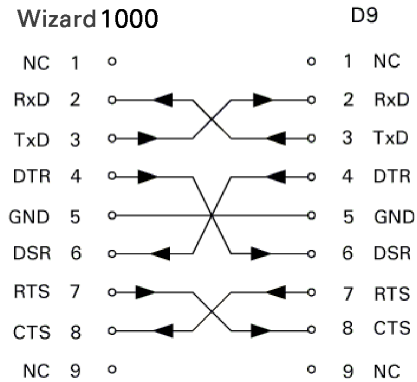 Wizard 1000 D9
NC 1 1 NC
RxD 2 2 RxD
TxD 3 3 TxD
DTR 4 4 DTR
GND 5 5 GND
DSR 6 6 DSR
RTS 7 7 RTS
CTS 8 8 CTS
NC 9 9 NC